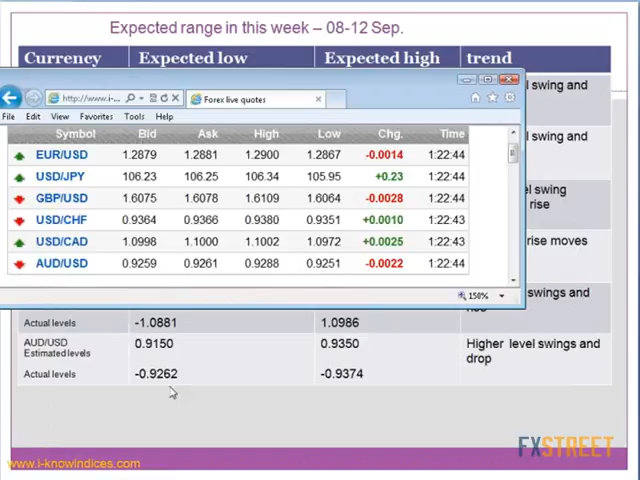 Expected range in this week – 08-12 Sep.
Currency Expected low Expected high trend
level swing and
http://www.i-
Forex live quotes
File Edit View Favorites Tools Help
level swing and
Symbol Bid Ask High Low Chg. Time
EUR/USD 1.2879 1.2881 1.2900 1.2867 -0.0014 1:22:44
USD/JPY 106.23 106.25 106.34 105.95 +0.23 1:22:44
GBP/USD 1.6075 1.6078 1.6109 1.6064 -0.0028 1:22:44
USD/CHF 0.9364 0.9366 0.9380 0.9351 +0.0010 1:22:43
USD/CAD 1.0998 1.1000 1.1002 1.0972 +0.0025 1:22:43
AUD/USD 0.9259 0.9261 0.9288 0.9251 -0.0022 1:22:44
level swing
rise
rise moves
swings and
150%
Actual levels -1.0881 1.0986
AUD/USD 0.9150 0.9350 Higher level swings and
Estimated levels drop
Actual levels -0.9262 -0.9374
FXSTREET
www.i-knowindices.com